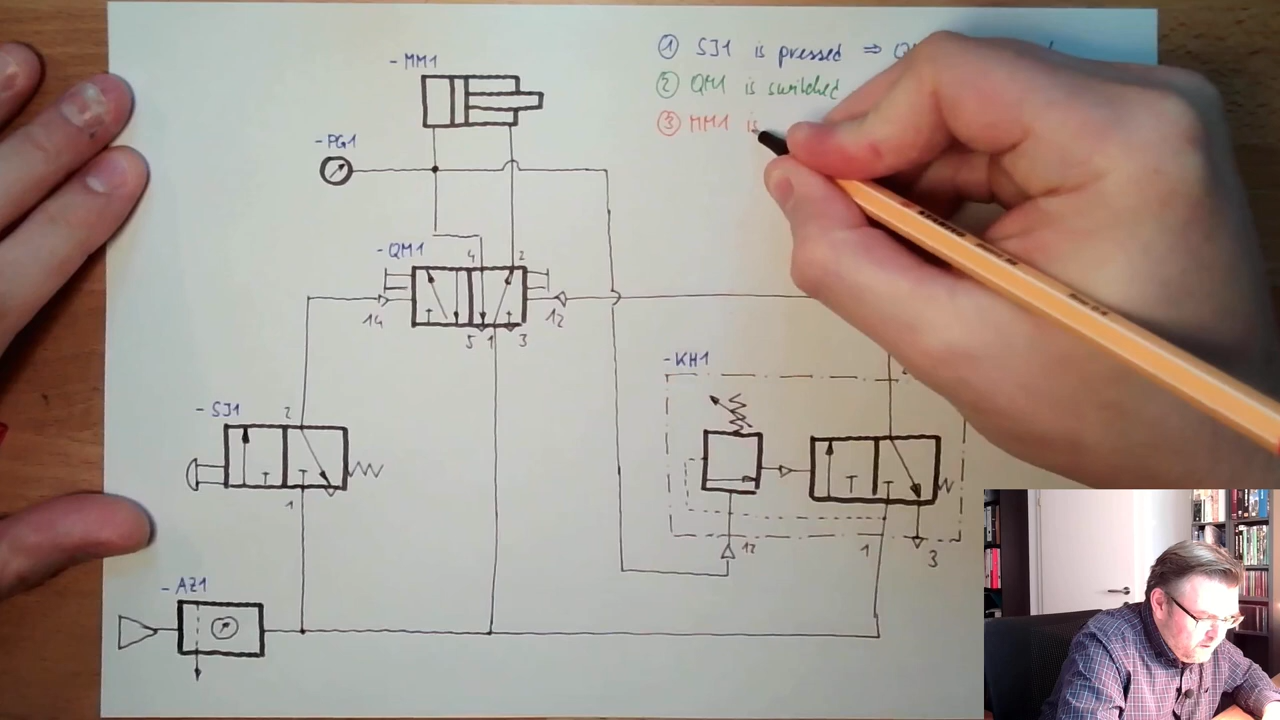 -MM1
① SJ1 is pressed ⇒
② QM1 is switched
③ MM1 is
-PG1
-QM1
4 2
14 12
5 1 3
-KH1
-SJ1 2
1
12 1 3
-AZ1